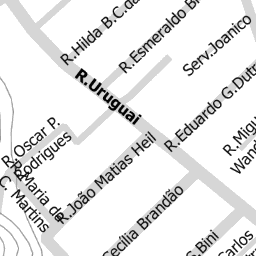 R.Hilda B.C.da
R.Esmeraldo
Serv.Joanico
R.Uruguai
R.Eduardo G.Dutr
R.Oscar P.
Rodrigues
R.João Matias Heil
R.Maria d
C. Martins
R.Migu
Wand
Cecília Brandão
Bini
Carlos